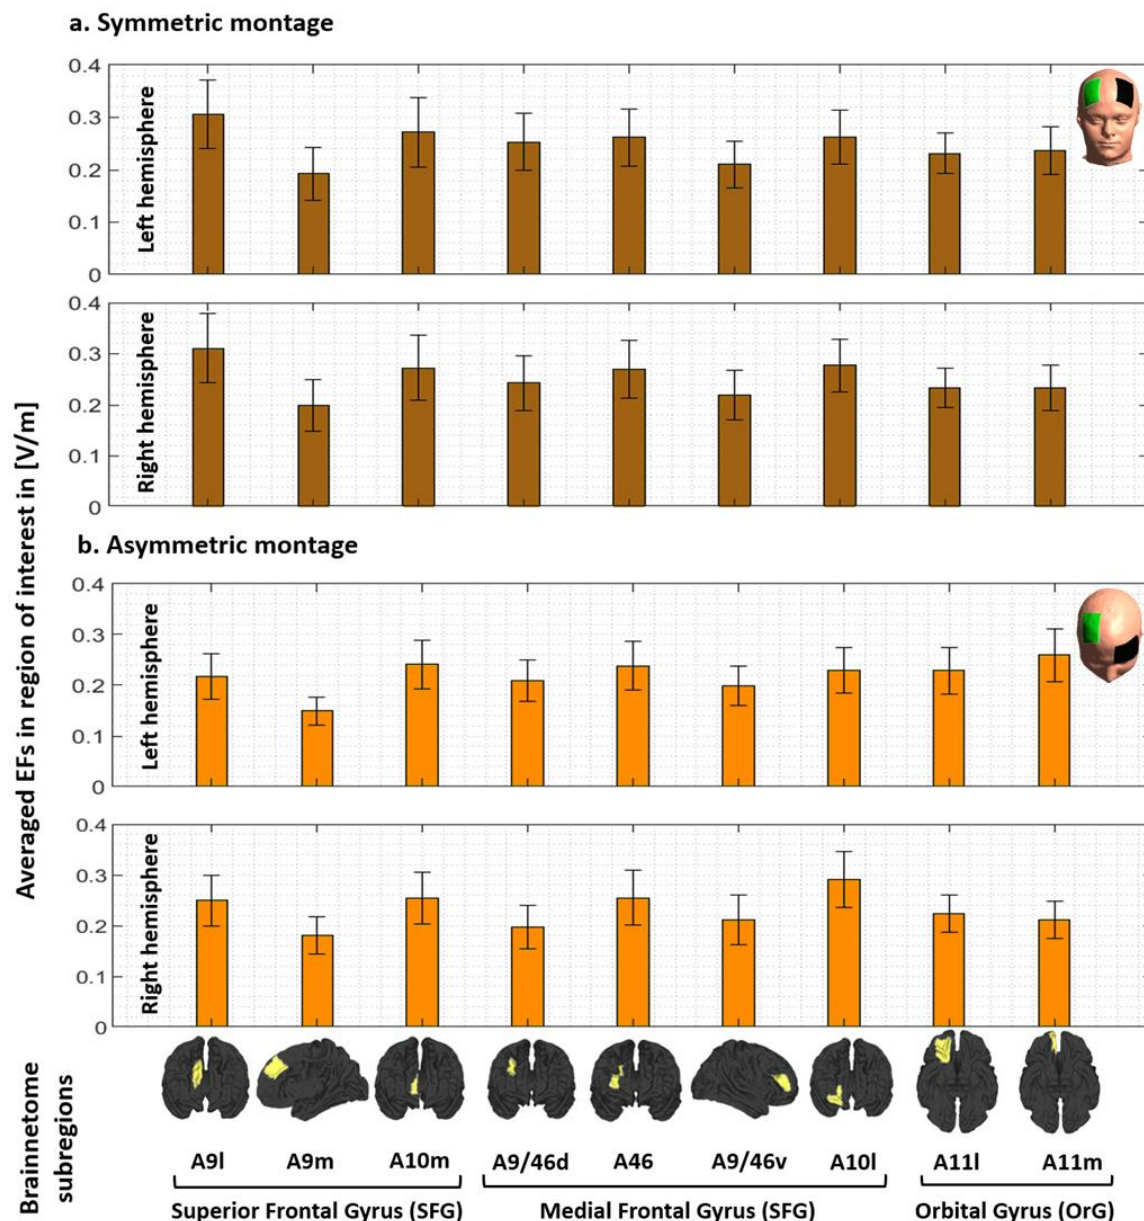 a. Symmetric montage
0.4
0.3
0.2
0.1
0
Left hemisphere
0.4
0.3
0.2
0.1
0
Right hemisphere
Averaged EFs in region of interest in [V/m]
b. Asymmetric montage
0.4
0.3
0.2
0.1
0
Left hemisphere
0.4
0.3
0.2
0.1
0
Right hemisphere
Brainnetome
subregions
A9l A9m A10m A9/46d A46 A9/46v A10l A11l A11m
Superior Frontal Gyrus (SFG) Medial Frontal Gyrus (SFG) Orbital Gyrus (OrG)